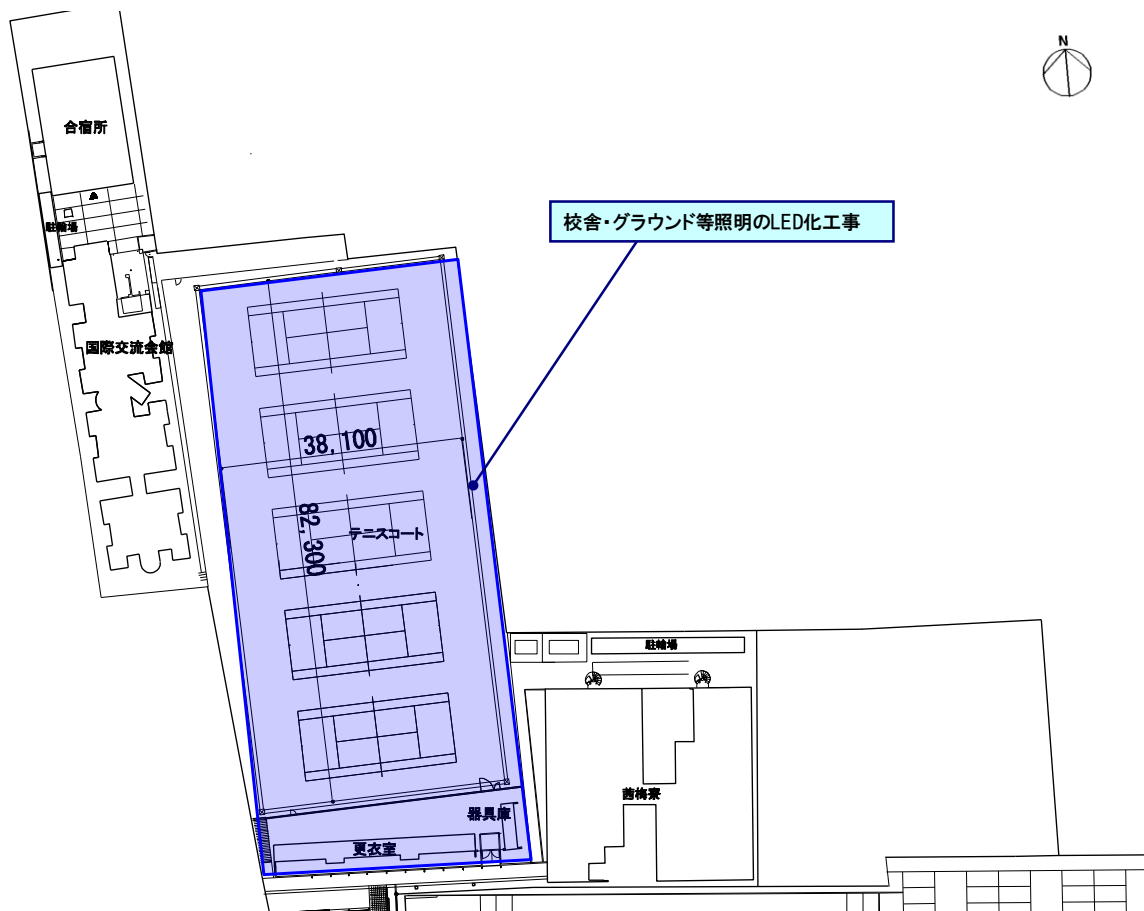 N
合宿所
駐輪場
校舎・グラウンド等照明のLED化工事
国際交流会館
38,100
82,300
テニスコート
駐輪場
茜梅寮
器具庫
更衣室